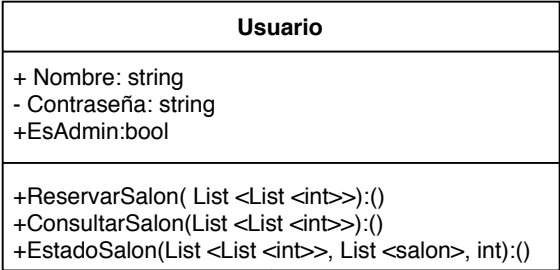 Usuario
+ Nombre: string
- Contraseña: string
+EsAdmin:bool
+ReservarSalon( List <List <int>>):()
+ConsultarSalon(List <List <int>>):()
+EstadoSalon(List <List <int>>, List <salon>, int):()